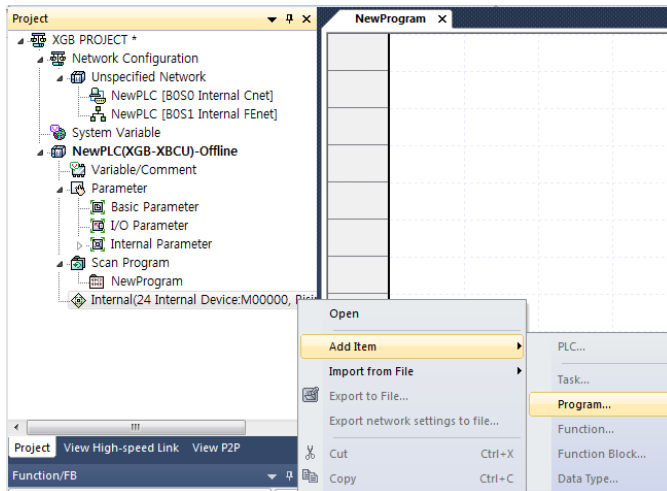 Project
NewProgram
XGB PROJECT *
Network Configuration
Unspecified Network
NewPLC [B0S0 Internal Cnet]
NewPLC [B0S1 Internal FEnet]
System Variable
NewPLC(XGB-XBCU)-Offline
Variable/Comment
Parameter
Basic Parameter
I/O Parameter
Internal Parameter
Scan Program
NewProgram
Internal(24 Internal Device:M00000,
Open
Add Item
PLC...
Import from File
Task...
Export to File...
Program...
Export network settings to file...
Function...
Project View High-speed Link View P2P
Cut Ctrl+X
Function Block...
Function/FB
Copy Ctrl+C
Data Type...